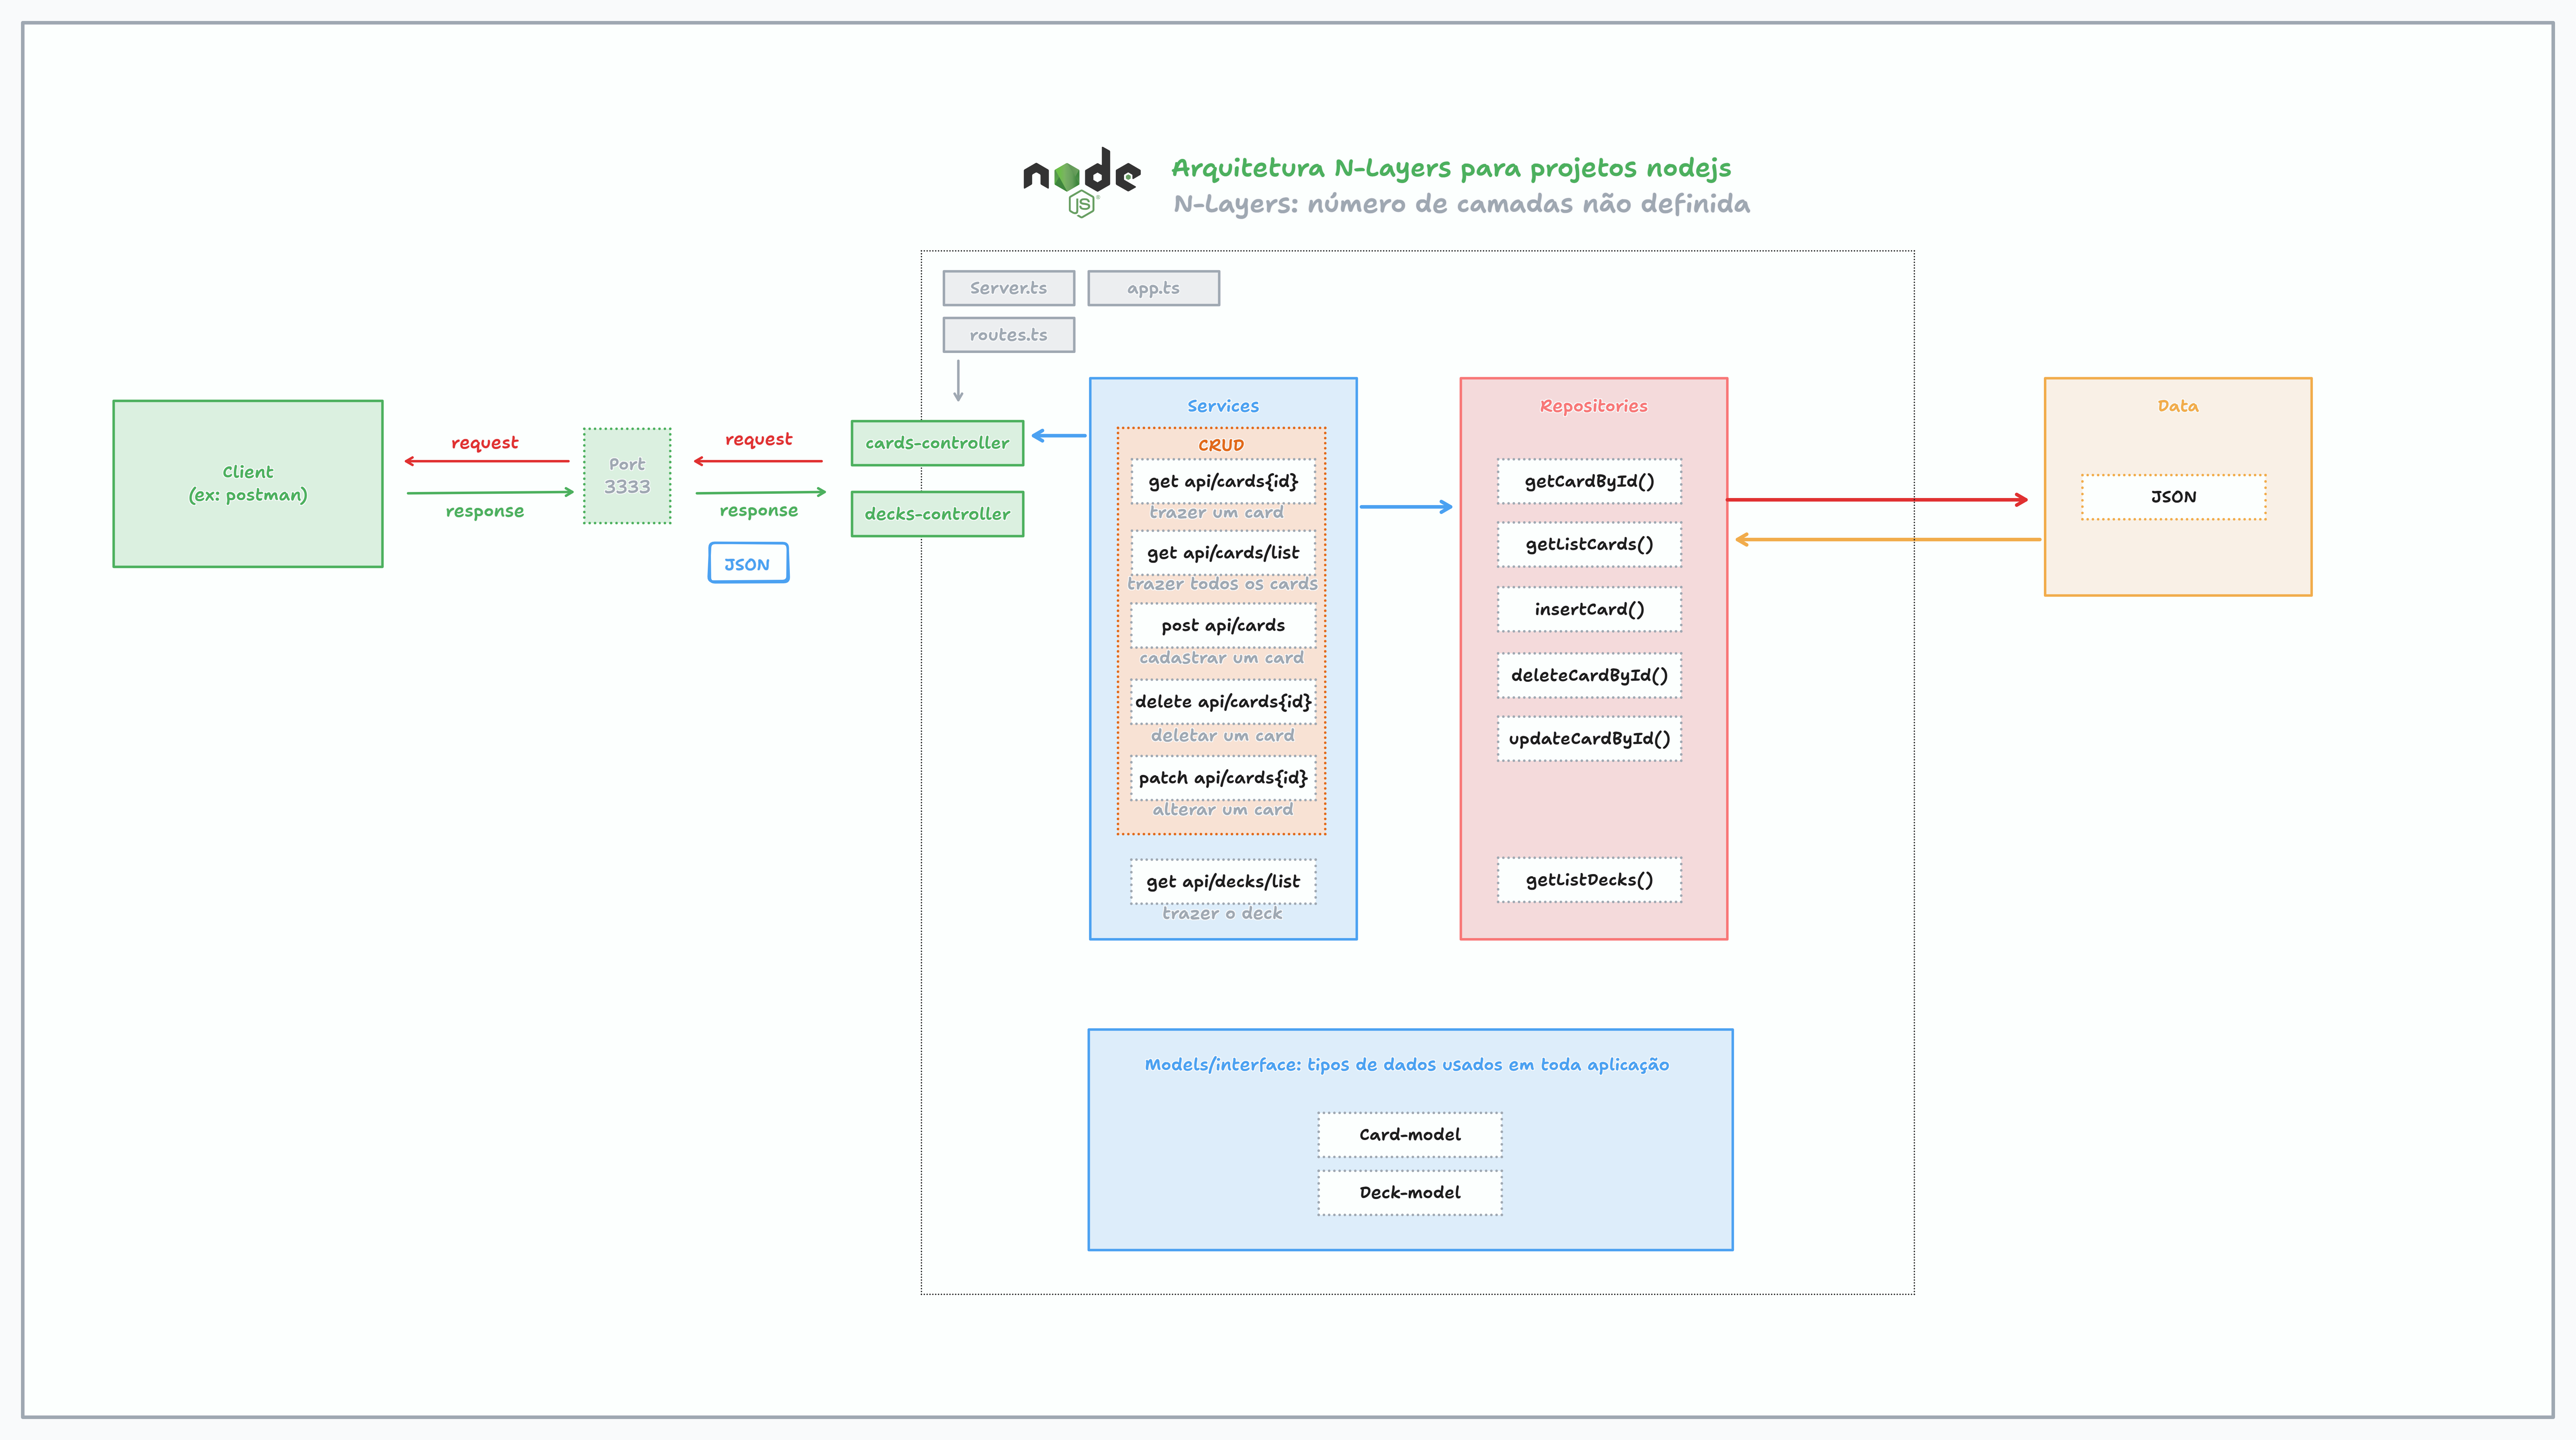 node
JS
Arquitetura N-Layers para projetos nodejs
N-Layers: número de camadas não definida
Server.ts
app.ts
routes.ts
Client
(ex: postman)
request
response
Port
3333
request
response
JSON
cards-controller
decks-controller
Services
CRUD
get api/cards{id}
trazer um card
get api/cards/list
trazer todos os cards
post api/cards
cadastrar um card
delete api/cards{id}
deletar um card
patch api/cards{id}
alterar um card
get api/decks/list
trazer o deck
Repositories
getCardById()
getListCards()
insertCard()
deleteCardById()
updateCardById()
getListDecks()
Data
JSON
Models/interface: tipos de dados usados em toda aplicação
Card-model
Deck-model